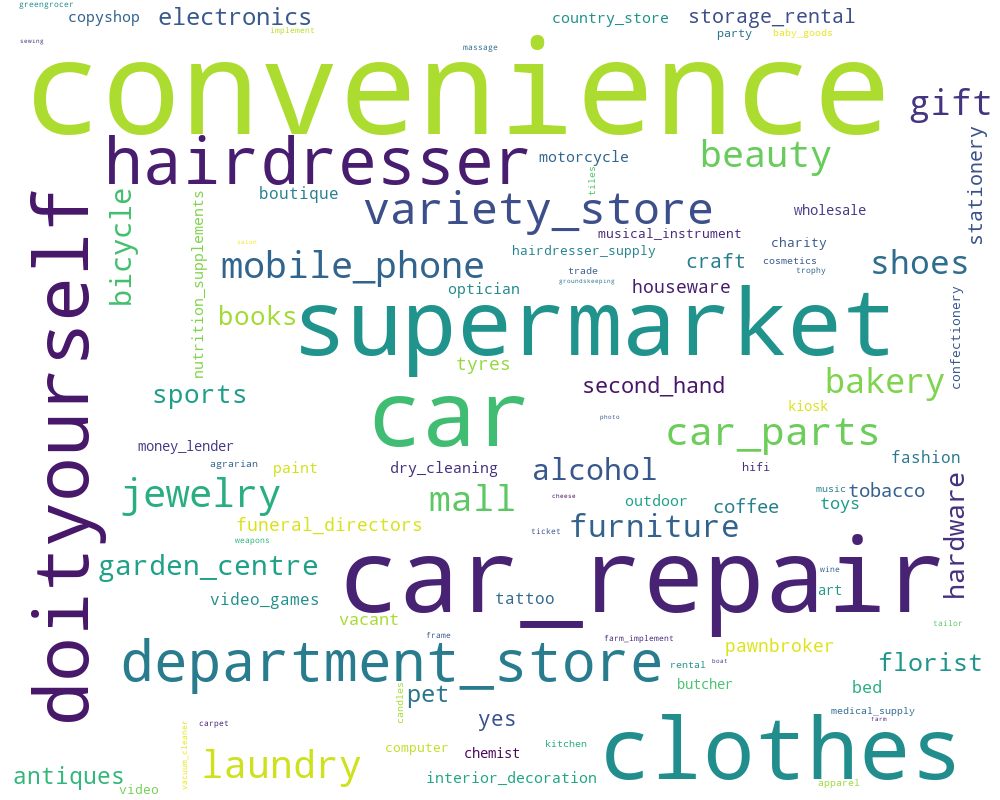 greengrocer
copyshop
electronics
country_store
storage_rental
implement
party
baby_goods
sewing
massage
convenience
gift
hairdresser
motorcycle
beauty
stationery
tiles
doityourself
bicycle
nutrition_supplements
boutique
variety_store
wholesale
musical_instrument
salon
hairdresser_supply
charity
mobile_phone
craft
cosmetics
shoes
trade
trophy
groundskeeping
optician
houseware
confectionery
books
supermarket
tyres
sports
second_hand
bakery
kiosk
car
photo
car_parts
money_lender
agrarian
paint
dry_cleaning
alcohol
hifi
fashion
jewelry
mall
cheese
outdoor
coffee
music
tobacco
toys
hardware
funeral_directors
ticket
furniture
weapons
garden_centre
car_repair
wine
art
video_games
tattoo
vacant
tailor
frame
farm_implement
pawnbroker
department_store
rental
boat
florist
pet
candles
butcher
bed
medical_supply
carpet
yes
farm
vacuum_cleaner
computer
chemist
kitchen
clothes
laundry
antiques
interior_decoration
video
apparel